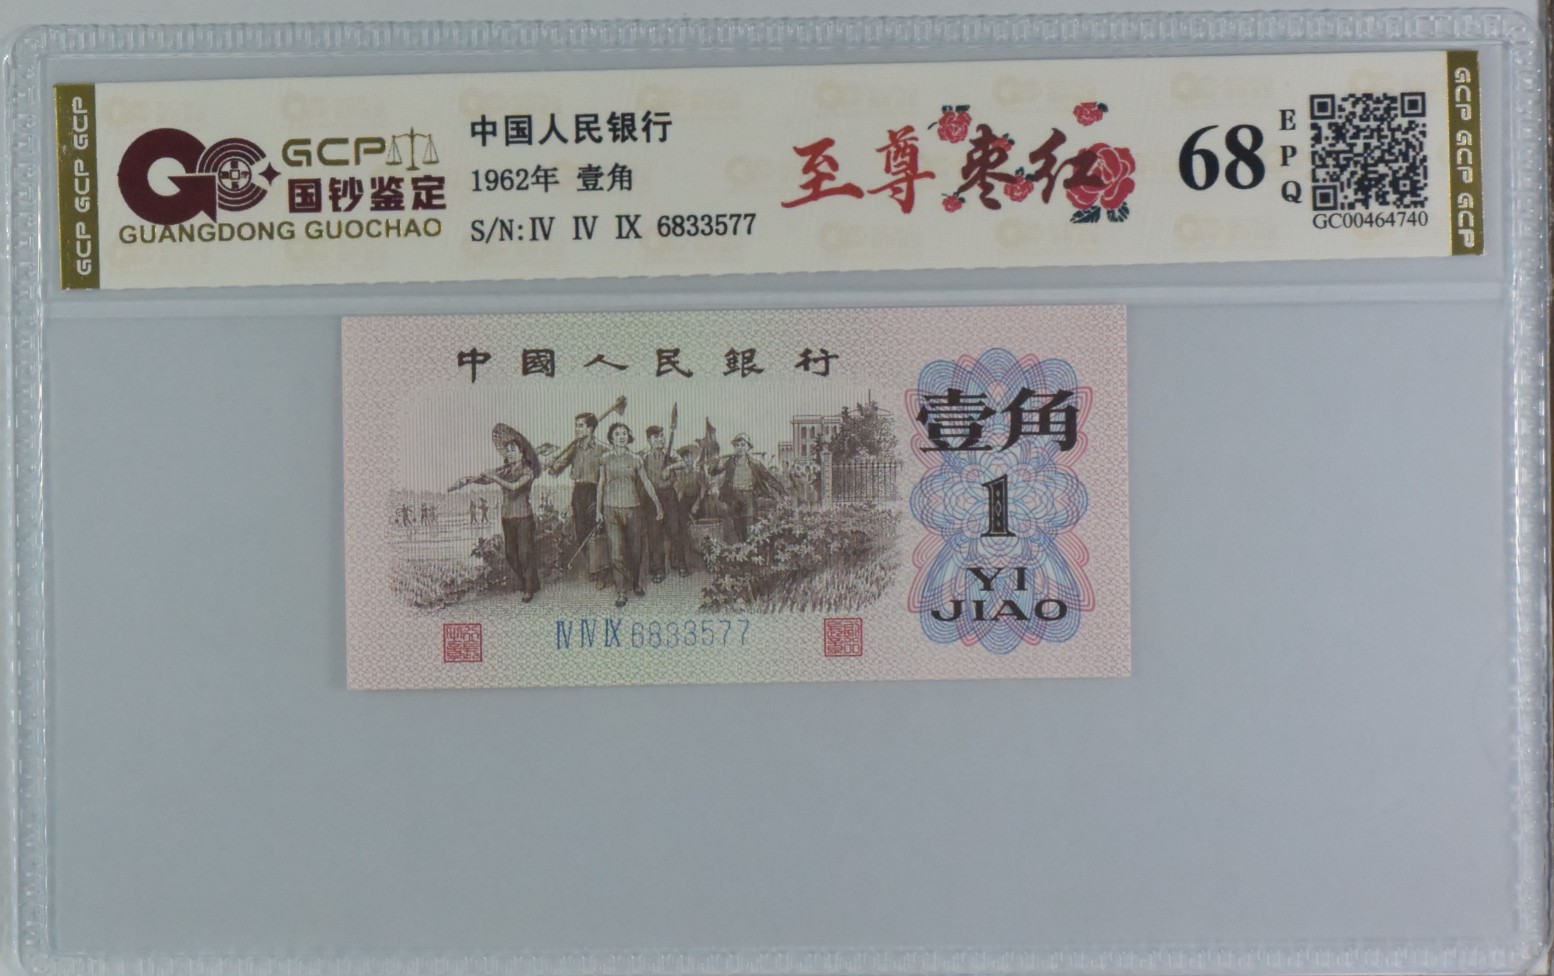 GCP GCP GCP
GCP
国钞鉴定
GUANGDONG GUOCHAO
中国人民银行
1962年 壹角
S/N: IV IV IX 6833577
至尊枣红
68
EPQ
GC00464740
GCP GCP GCP
中國人民銀行
壹角
1
YI
JIAO
IV IV IX 6833577